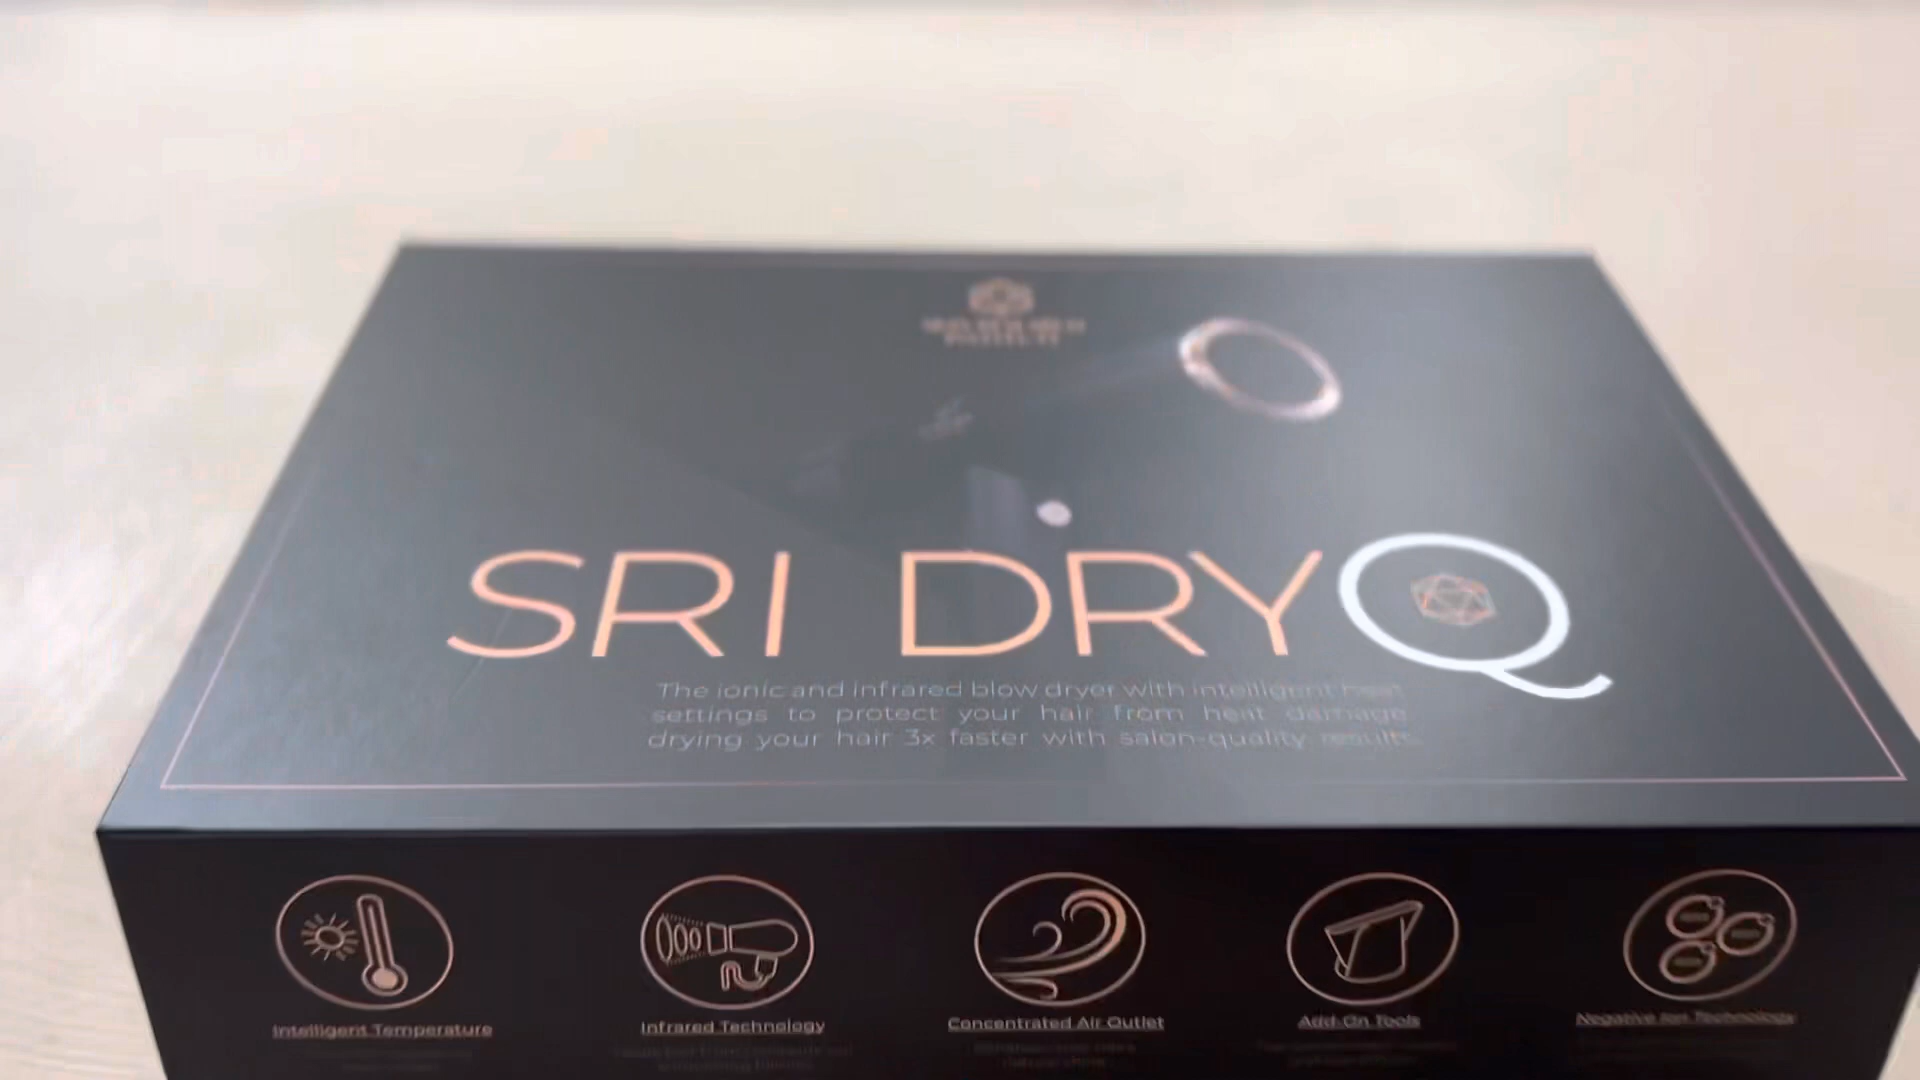 SRI DRYQ
The ionic and infrared blow dryer with intelligent heat
settings to protect your hair from heat damage
drying your hair 3x faster with salon-quality results
Intelligent Temperature
Infrared Technology
Concentrated Air Outlet
Add-On Tools
Negative Ion Technology